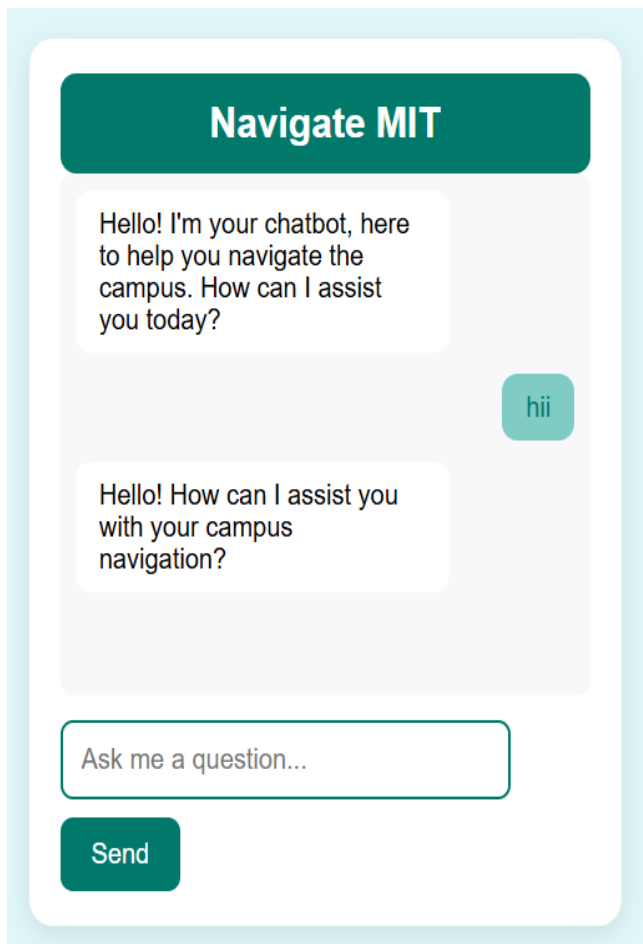 Navigate MIT
Hello! I'm your chatbot, here
to help you navigate the
campus. How can I assist
you today?
hii
Hello! How can I assist you
with your campus
navigation?
Ask me a question...
Send